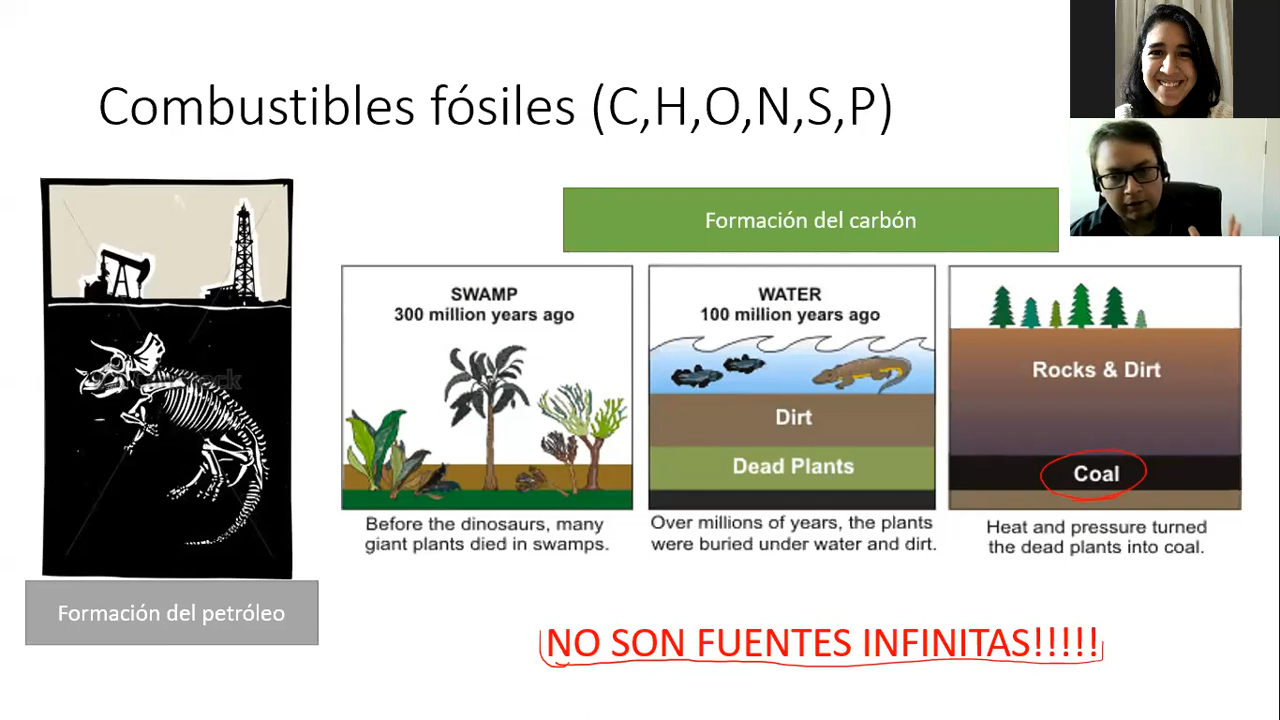 Combustibles fósiles (C,H,O,N,S,P)
Formación del carbón
SWAMP
300 million years ago
Before the dinosaurs, many
giant plants died in swamps.
WATER
100 million years ago
Dirt
Dead Plants
Over millions of years, the plants
were buried under water and dirt.
Rocks & Dirt
Coal
Heat and pressure turned
the dead plants into coal.
Formación del petróleo
NO SON FUENTES INFINITAS!!!!!